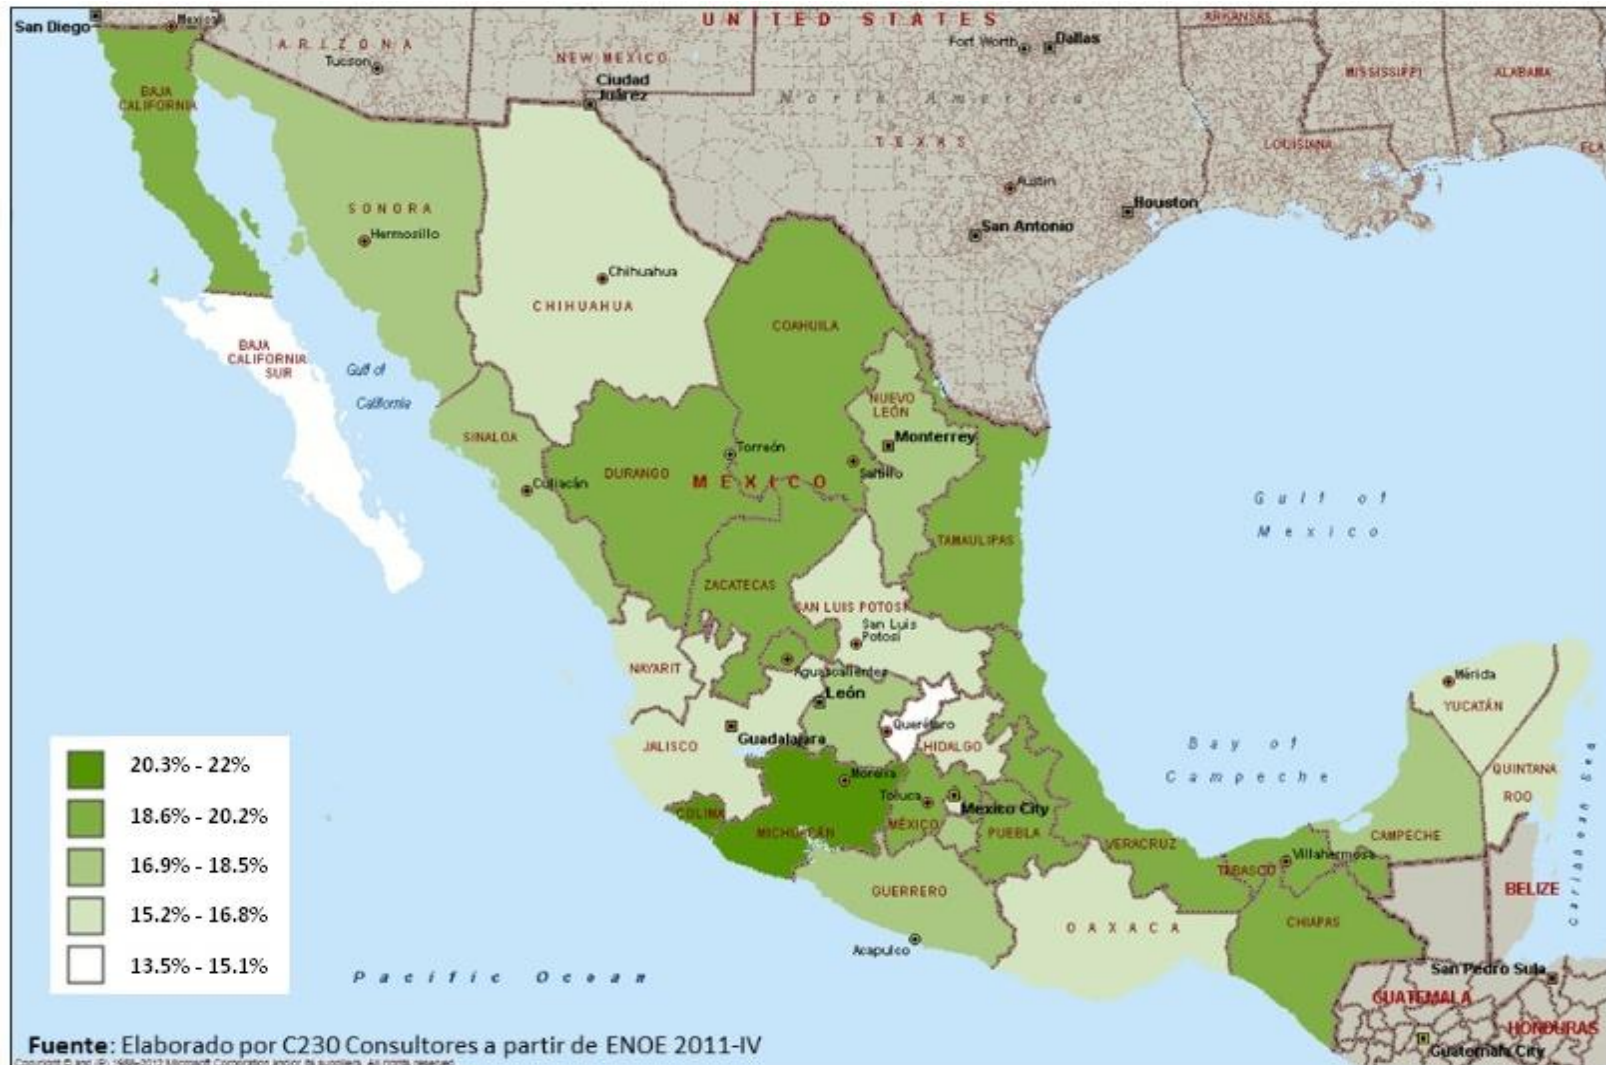 UNITED STATES
San Diego
Mexicali
ARIZONA
Tucson
NEW MEXICO
Fort Worth
Dallas
ARKANSAS
MISSISSIPPI
ALABAMA
BAJA
CALIFORNIA
Ciudad
Juárez
North America
TEXAS
LOUISIANA
Austin
Houston
San Antonio
SONORA
Hermosillo
Chihuahua
CHIHUAHUA
COAHUILA
BAJA
CALIFORNIA
SUR
Gulf of
California
NUEVO
LEÓN
Monterrey
SINALOA
Torreón
DURANGO
Saltillo
MEXICO
Culiacán
Gulf of
Mexico
TAMAULIPAS
ZACATECAS
SAN LUIS POTOSÍ
San Luis
Potosí
NAYARIT
Aguascalientes
León
Mérida
YUCATÁN
Querétaro
Guadalajara
JALISCO
HIDALGO
Bay of
Campeche
QUINTANA
ROO
Morelia
Toluca
Mexico City
COLIMA
MICHOACÁN
MÉXICO
PUEBLA
VERACRUZ
CAMPECHE
Caribbean Sea
Villahermosa
TABASCO
BELIZE
GUERRERO
OAXACA
CHIAPAS
Acapulco
Pacific Ocean
San Pedro Sula
GUATEMALA
HONDURAS
Guatemala City
20.3% - 22%
18.6% - 20.2%
16.9% - 18.5%
15.2% - 16.8%
13.5% - 15.1%
Fuente: Elaborado por C230 Consultores a partir de ENOE 2011-IV